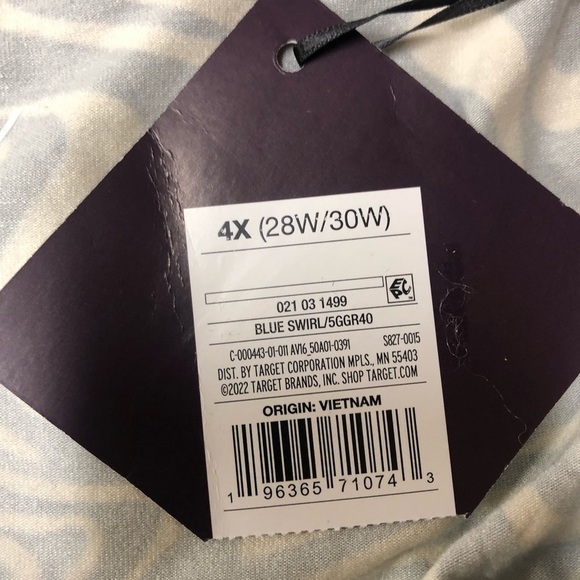 4X (28W/30W)
EPC
021 03 1499
BLUE SWIRL/5GGR40
C-000443-01-011 AV16_50A01-0391 S827-0015
DIST. BY TARGET CORPORATION MPLS., MN 55403
©2022 TARGET BRANDS, INC. SHOP TARGET.COM
ORIGIN: VIETNAM
1 96365 71074 3